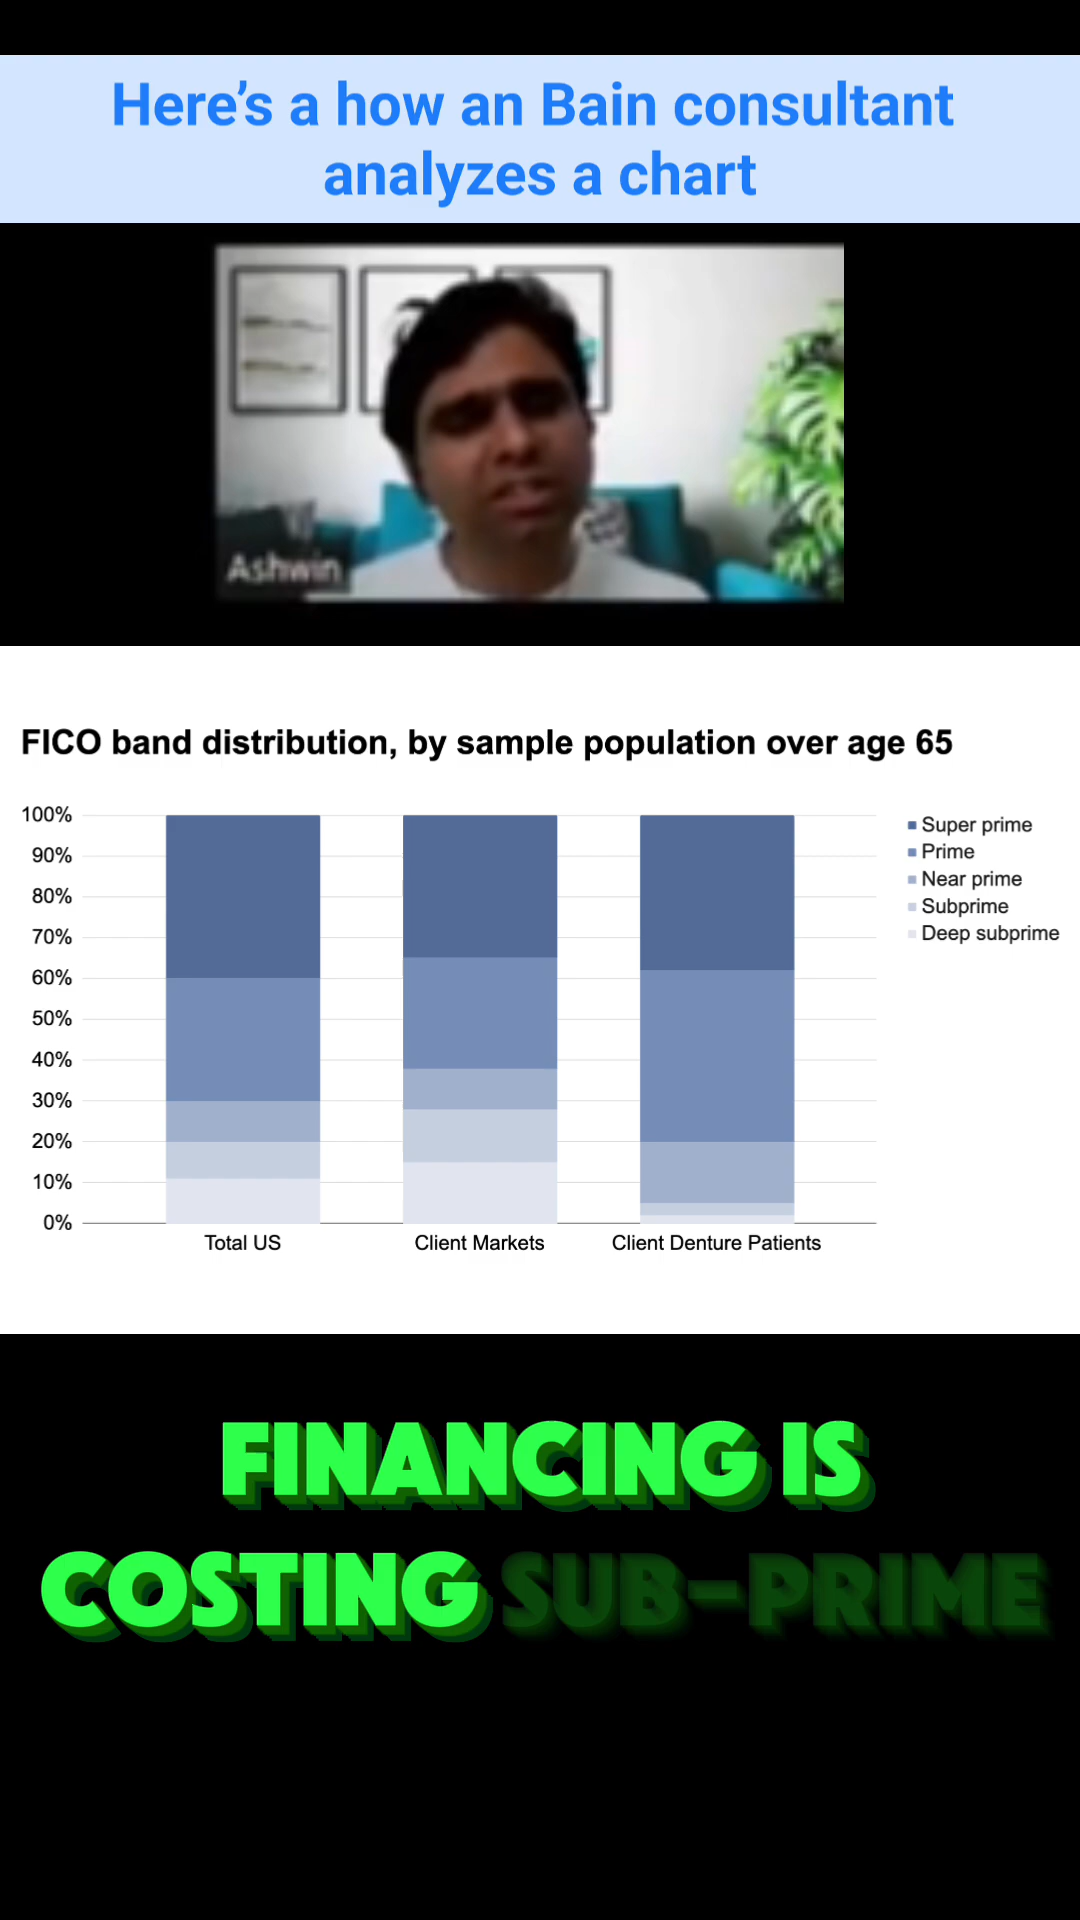 Here’s a how an Bain consultant
analyzes a chart
Ashwin
FICO band distribution, by sample population over age 65
100%
90%
80%
70%
60%
50%
40%
30%
20%
10%
0%
Total US
Client Markets
Client Denture Patients
Super prime
Prime
Near prime
Subprime
Deep subprime
FINANCING IS
COSTING SUB-PRIME